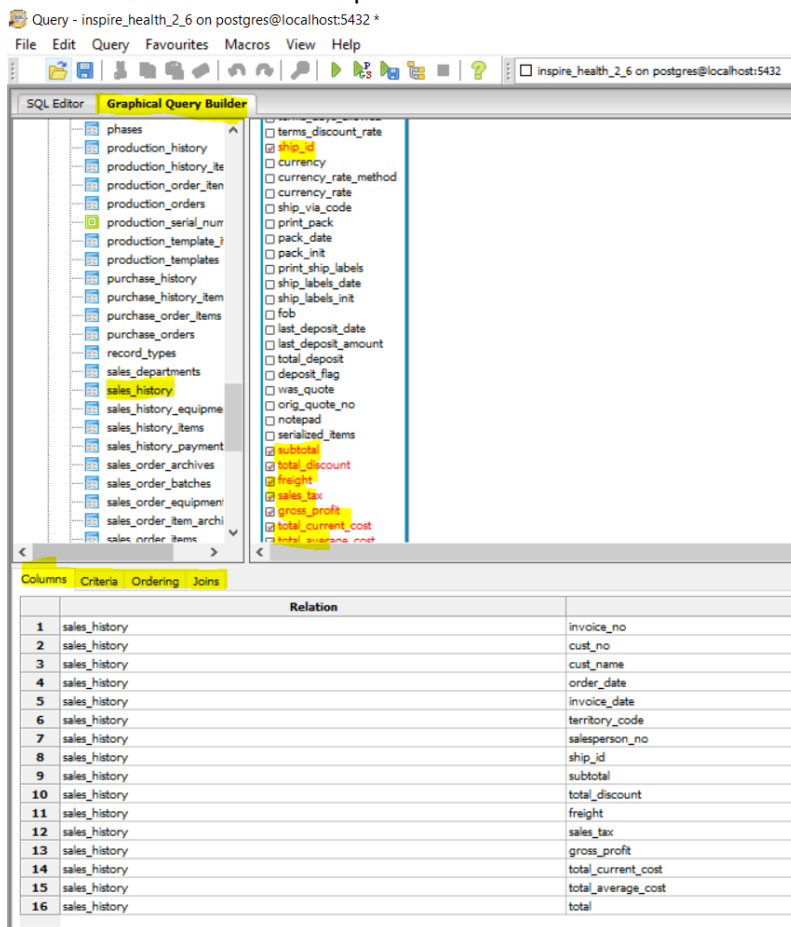 Query - inspire_health_2_6 on postgres@localhost:5432 *
File Edit Query Favourites Macros View Help
inspire_health_2_6 on postgres@localhost:5432
SQL Editor Graphical Query Builder
phases
production_history
production_history_ite
production_order_iten
production_orders
production_serial_num
production_template_i
production_templates
purchase_history
purchase_history_item
purchase_order_items
purchase_orders
record_types
sales_departments
sales_history
sales_history_equipme
sales_history_items
sales_history_payment
sales_order_archives
sales_order_batches
sales_order_equipment
sales_order_item_archi
sales_order_items
terms_days_allowed
terms_discount_rate
ship_id
currency
currency_rate_method
currency_rate
ship_via_code
print_pack
pack_date
pack_init
print_ship_labels
ship_labels_date
ship_labels_init
fob
last_deposit_date
last_deposit_amount
total_deposit
deposit_flag
was_quote
orig_quote_no
notepad
serialized_items
subtotal
total_discount
freight
sales_tax
gross_profit
total_current_cost
total_average_cost
Columns Criteria Ordering Joins
Relation
1 sales_history invoice_no
2 sales_history cust_no
3 sales_history cust_name
4 sales_history order_date
5 sales_history invoice_date
6 sales_history territory_code
7 sales_history salesperson_no
8 sales_history ship_id
9 sales_history subtotal
10 sales_history total_discount
11 sales_history freight
12 sales_history sales_tax
13 sales_history gross_profit
14 sales_history total_current_cost
15 sales_history total_average_cost
16 sales_history total